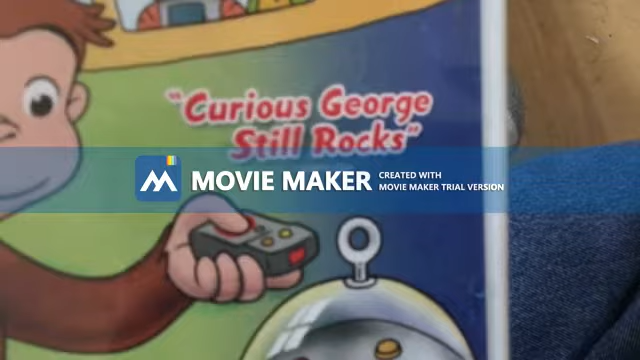 "Curious George
Still Rocks"
MOVIE MAKER
CREATED WITH
MOVIE MAKER TRIAL VERSION